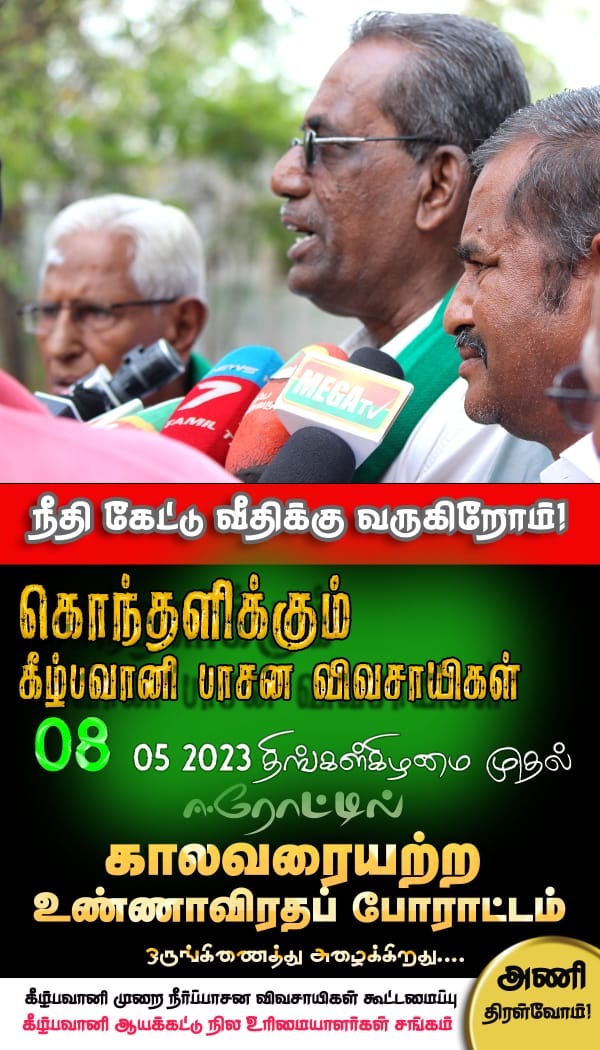 NEWS
7
TAMIL
MEGA TV
நீதி கேட்டு வீதிக்கு வருகிறோம்!
கொந்தளிக்கும்
கீழ்பவானி பாசன விவசாயிகள்
08 05 2023 திங்கள்கிழமை முதல்
ஈரோட்டில்
காலவரையற்ற
உண்ணாவிரதப் போராட்டம்
ஒருங்கிணைத்து அழைக்கிறது....
கீழ்பவானி முறை நீர்ப்பாசன விவசாயிகள் கூட்டமைப்பு
கீழ்பவானி ஆயக்கட்டு நில உரிமையாளர்கள் சங்கம்
அணி
திரள்வோம்!